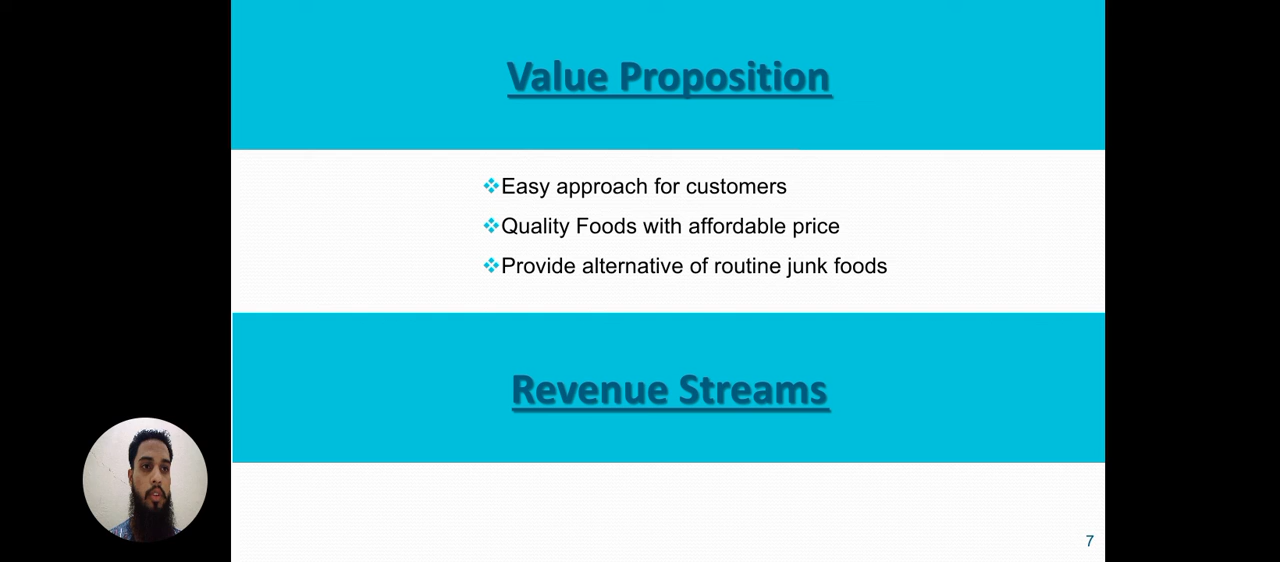 Value Proposition
Easy approach for customers
Quality Foods with affordable price
Provide alternative of routine junk foods
Revenue Streams
7